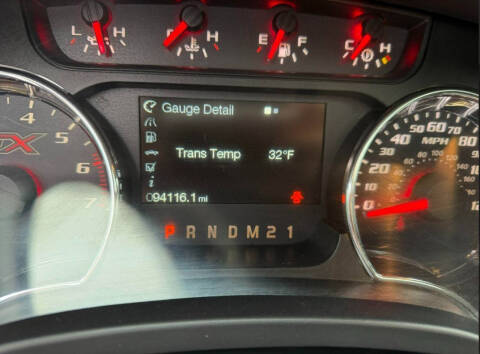 L H C H E F C H
Gauge Detail
Trans Temp 32°F
094116.1 mi
P R N D M 2 1
4 5 6 7
X
0 10 20 30 40 50 60 70 80
MPH